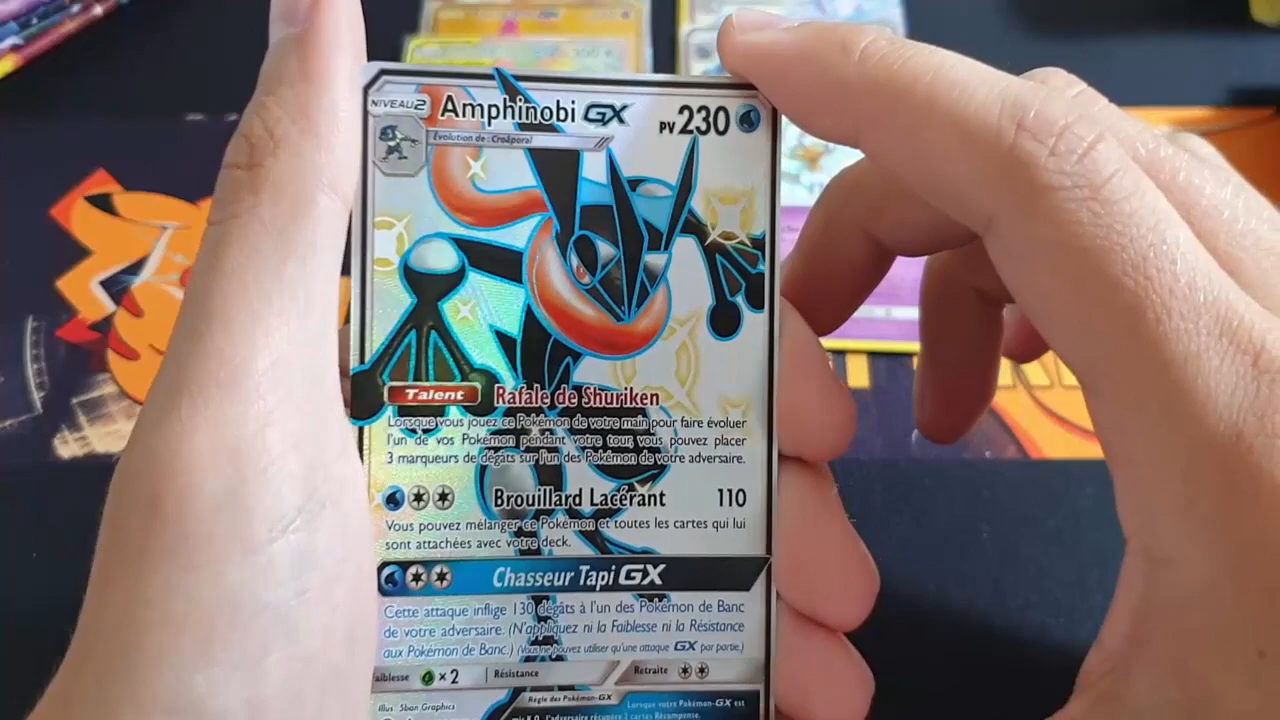 NIVEAU 2 Amphinobi GX PV 230
Évolution de : Croâporal
Talent Rafale de Shuriken
Lorsque vous jouez ce Pokémon de votre main pour faire évoluer
l'un de vos Pokémon pendant votre tour, vous pouvez placer
3 marqueurs de dégâts sur l'un des Pokémon de votre adversaire.
Brouillard Lacérant 110
Vous pouvez mélanger ce Pokémon et toutes les cartes qui lui
sont attachées avec votre deck.
Chasseur Tapi GX
Cette attaque inflige 130 dégâts à l'un des Pokémon de Banc
de votre adversaire. (N'appliquez ni la Faiblesse ni la Résistance
aux Pokémon de Banc.) (Vous ne pouvez utiliser qu'une attaque GX par partie.)
aiblesse × 2 Résistance Retraite
Illus. 5ban Graphics
Règle des Pokémon-GX
Lorsque votre Pokémon-GX est
mis K.O., l'adversaire récupère 2 cartes Récompense.